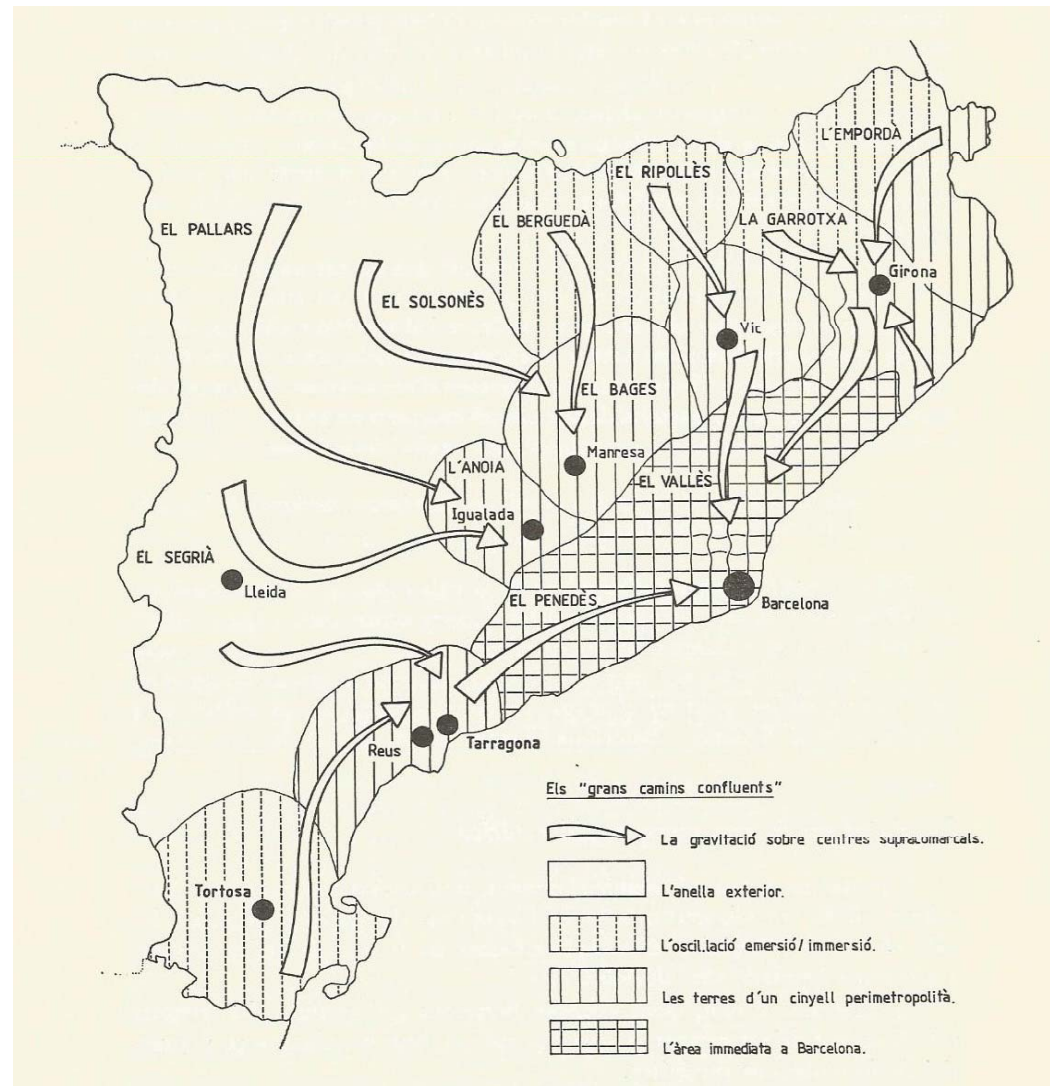 L'EMPORDÀ
EL RIPOLLÈS
EL BERGUEDÀ
LA GARROTXA
EL PALLARS
Girona
EL SOLSONÈS
Vic
EL BAGES
Manresa
L'ANOIA
EL VALLÈS
Igualada
EL SEGRIÀ
Lleida
EL PENEDÈS
Barcelona
Reus
Tarragona
Tortosa
Els "grans camins confluents"
La gravitació sobre centres supracomarcals.
L'anella exterior.
L'oscil.lació emersió/immersió.
Les terres d'un cinyell perimetropolità.
L'àrea immediata a Barcelona.